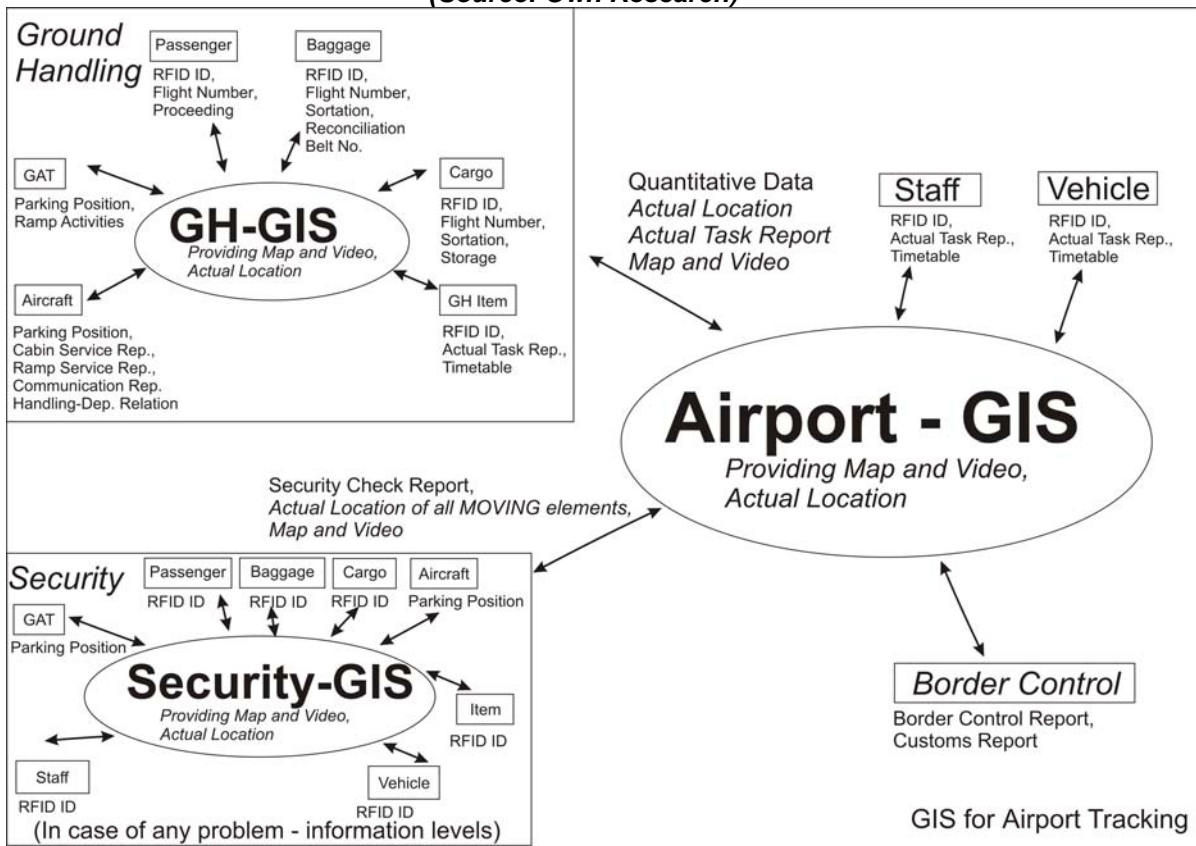 (Source: Own Research)
Ground
Handling
Passenger
RFID ID,
Flight Number,
Proceeding
Baggage
RFID ID,
Flight Number,
Sortation,
Reconciliation
Belt No.
GAT
Parking Position,
Ramp Activities
Cargo
RFID ID,
Flight Number,
Sortation,
Storage
GH-GIS
Providing Map and Video,
Actual Location
Aircraft
Parking Position,
Cabin Service Rep.,
Ramp Service Rep.,
Communication Rep.
Handling-Dep. Relation
GH Item
RFID ID,
Actual Task Rep.,
Timetable
Quantitative Data
Actual Location
Actual Task Report
Map and Video
Staff
RFID ID,
Actual Task Rep.,
Timetable
Vehicle
RFID ID,
Actual Task Rep.,
Timetable
Airport - GIS
Providing Map and Video,
Actual Location
Security Check Report,
Actual Location of all MOVING elements,
Map and Video
Security
Passenger
RFID ID
Baggage
RFID ID
Cargo
RFID ID
Aircraft
Parking Position
GAT
Parking Position
Security-GIS
Providing Map and Video,
Actual Location
Item
RFID ID
Staff
RFID ID
Vehicle
RFID ID
(In case of any problem - information levels)
Border Control
Border Control Report,
Customs Report
GIS for Airport Tracking